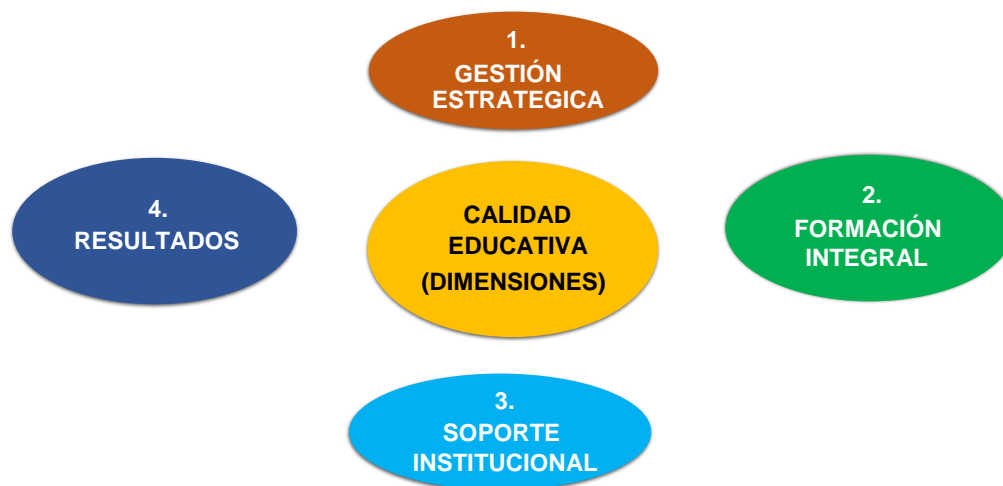 1.
GESTIÓN
ESTRATEGICA
4.
RESULTADOS
CALIDAD
EDUCATIVA
(DIMENSIONES)
2.
FORMACIÓN
INTEGRAL
3.
SOPORTE
INSTITUCIONAL